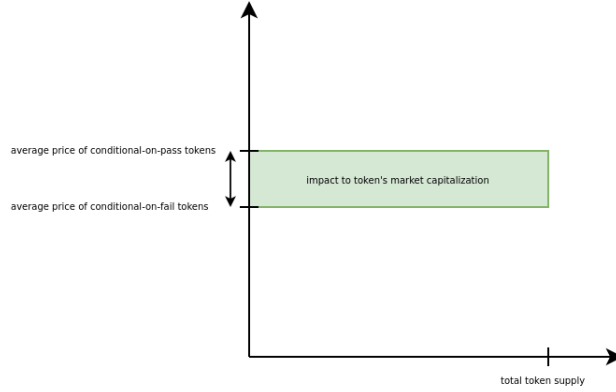 average price of conditional-on-pass tokens
impact to token's market capitalization
average price of conditional-on-fail tokens
total token supply